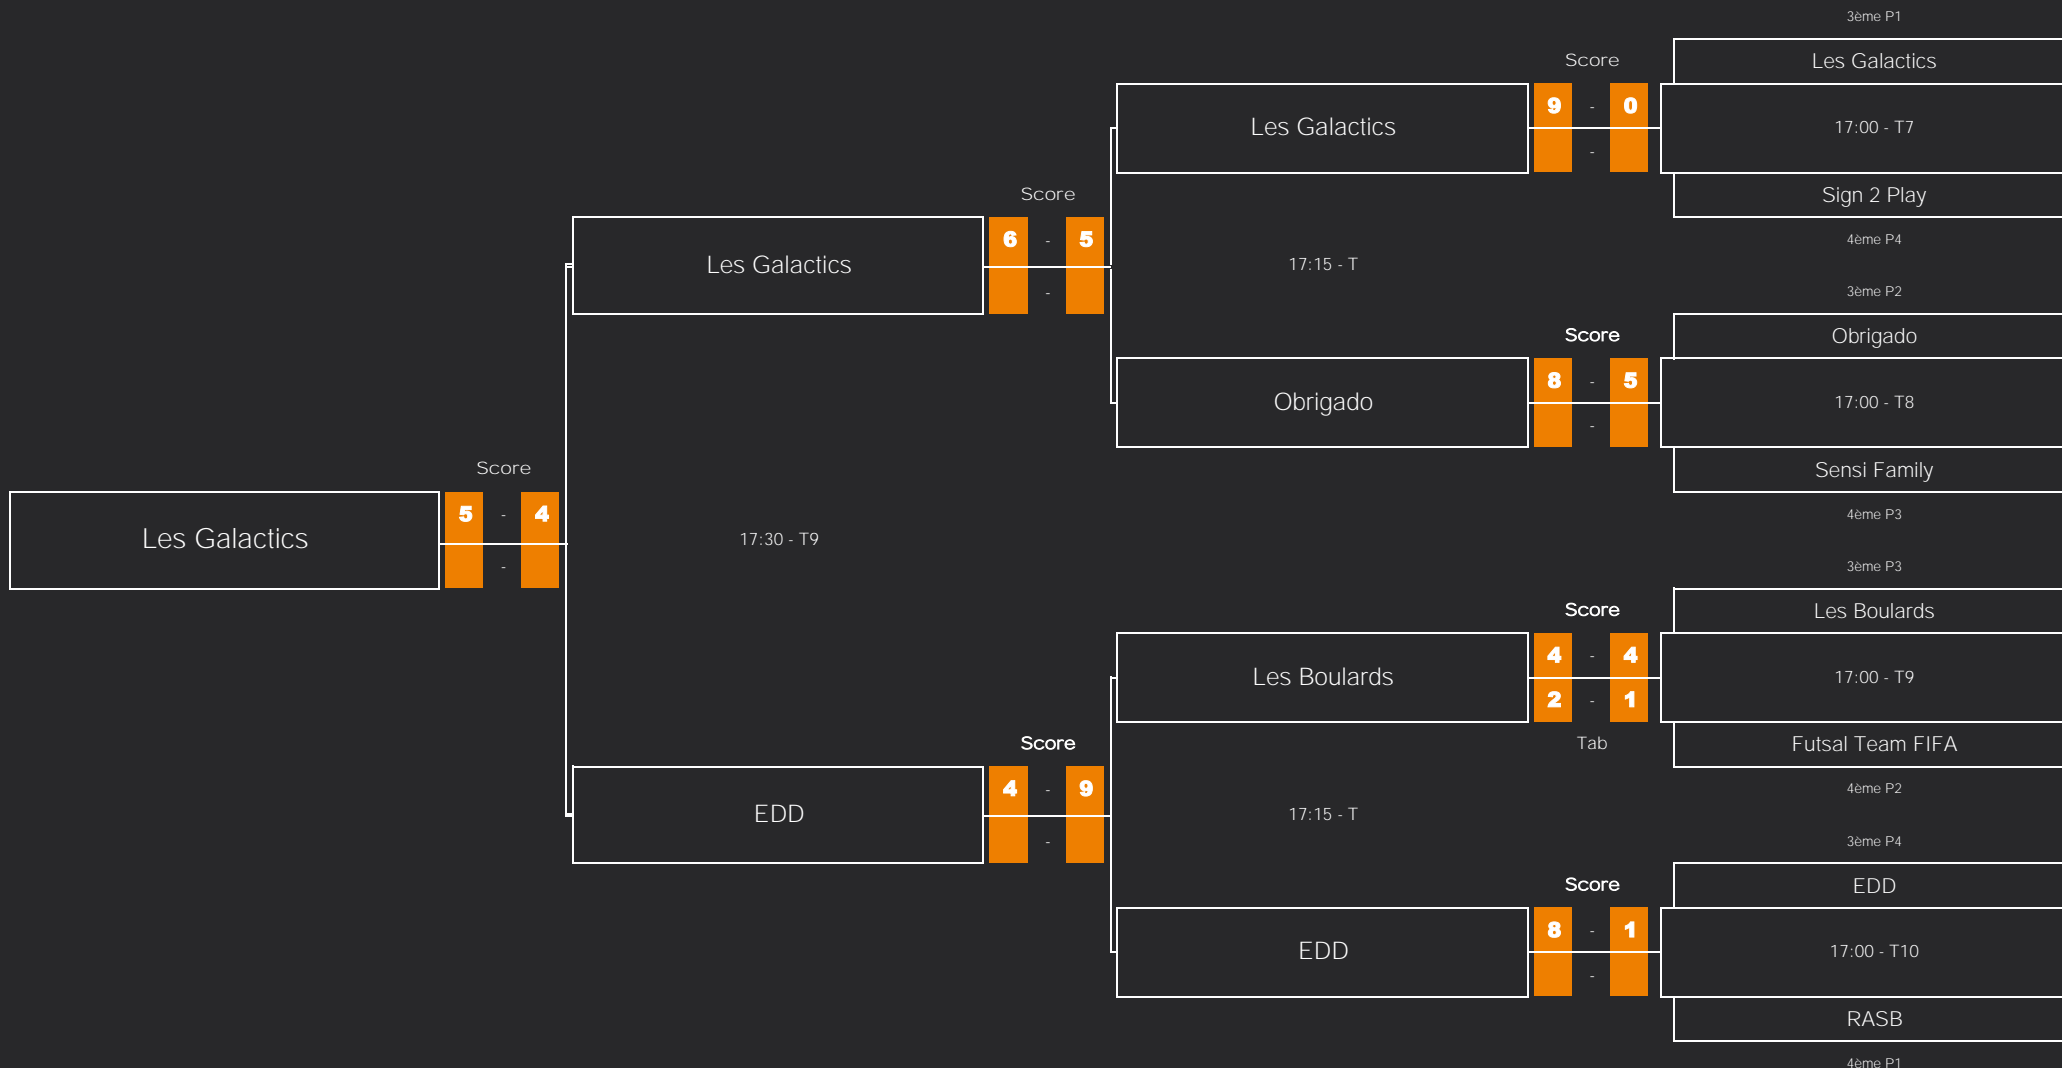 3ème P1
Score
Les Galactics
Les Galactics
9 - 0
17:00 - T7
-
Score
Sign 2 Play
Les Galactics
6 - 5
17:15 - T
4ème P4
-
3ème P2
Score
Obrigado
Obrigado
8 - 5
17:00 - T8
-
Score
Sensi Family
Les Galactics
5 - 4
17:30 - T9
4ème P3
-
3ème P3
Score
Les Boulards
Les Boulards
4 - 4
17:00 - T9
2 - 1
Score
Tab
Futsal Team FIFA
EDD
4 - 9
17:15 - T
4ème P2
-
3ème P4
Score
EDD
EDD
8 - 1
17:00 - T10
-
RASB
4ème P1